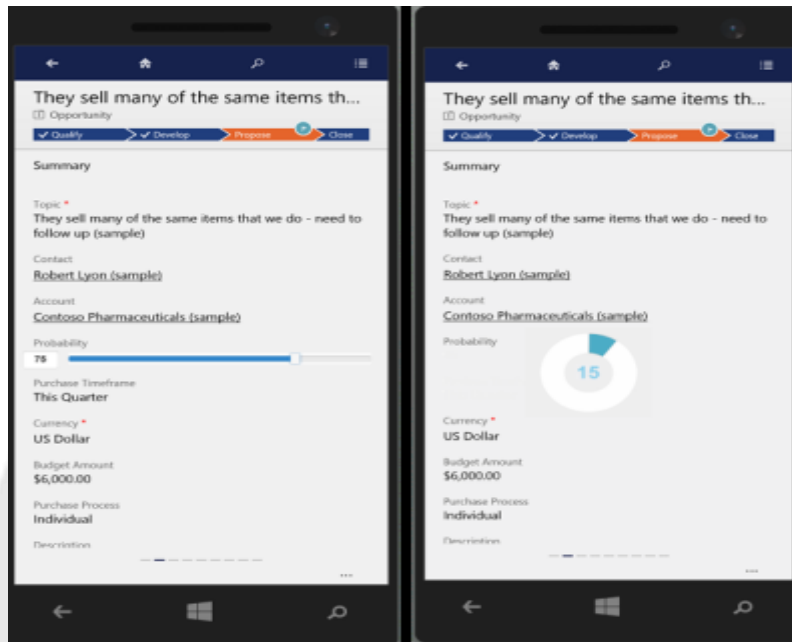 They sell many of the same items th...
Opportunity
Qualify
Develop
Propose
Close
Summary
Topic *
They sell many of the same items that we do - need to
follow up (sample)
Contact
Robert Lyon (sample)
Account
Contoso Pharmaceuticals (sample)
Probability
75
Purchase Timeframe
This Quarter
Currency *
US Dollar
Budget Amount
$6,000.00
Purchase Process
Individual
Description
...
They sell many of the same items th...
Opportunity
Qualify
Develop
Propose
Close
Summary
Topic *
They sell many of the same items that we do - need to
follow up (sample)
Contact
Robert Lyon (sample)
Account
Contoso Pharmaceuticals (sample)
Probability
15
Currency *
US Dollar
Budget Amount
$6,000.00
Purchase Process
Individual
Description
...